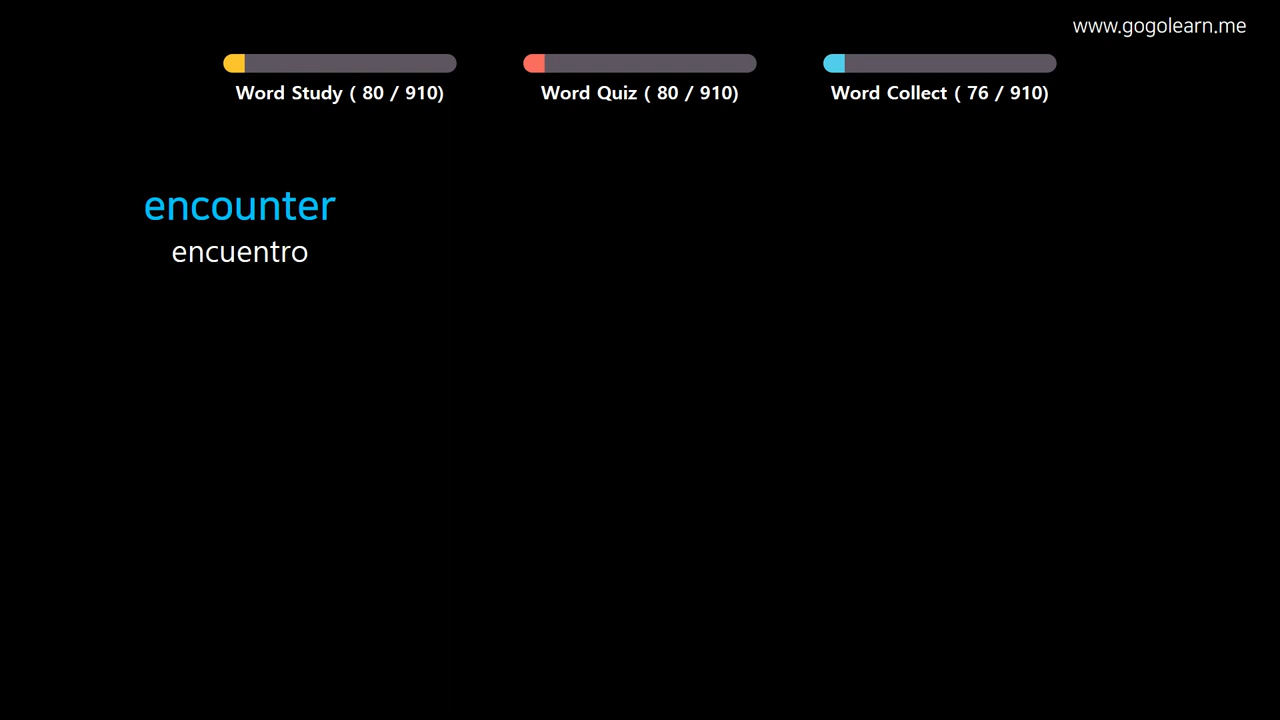 www.gogolearn.me
Word Study ( 80 / 910)
Word Quiz ( 80 / 910)
Word Collect ( 76 / 910)
encounter
encuentro